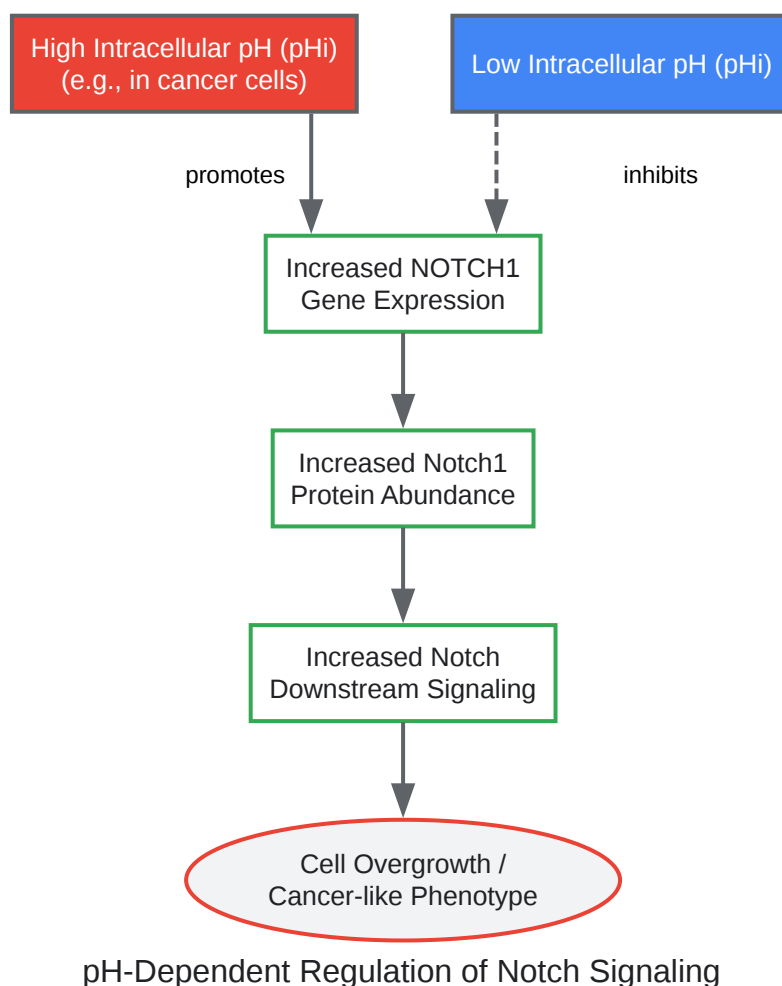 High Intracellular pH (pHi)
(e.g., in cancer cells)
Low Intracellular pH (pHi)
promotes
inhibits
Increased NOTCH1
Gene Expression
Increased Notch1
Protein Abundance
Increased Notch
Downstream Signaling
Cell Overgrowth /
Cancer-like Phenotype
pH-Dependent Regulation of Notch Signaling